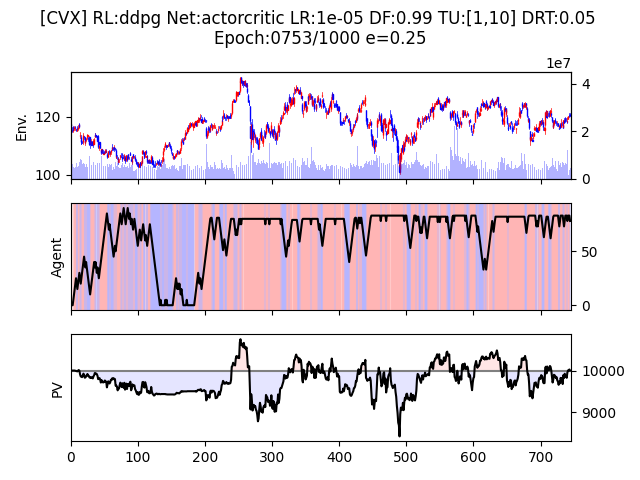 [CVX] RL:ddpg Net:actorcritic LR:1e-05 DF:0.99 TU:[1,10] DRT:0.05
Epoch:0753/1000 e=0.25
1e7
Env.
120
100
4
2
0
Agent
50
0
PV
10000
9000
0
100
200
300
400
500
600
700